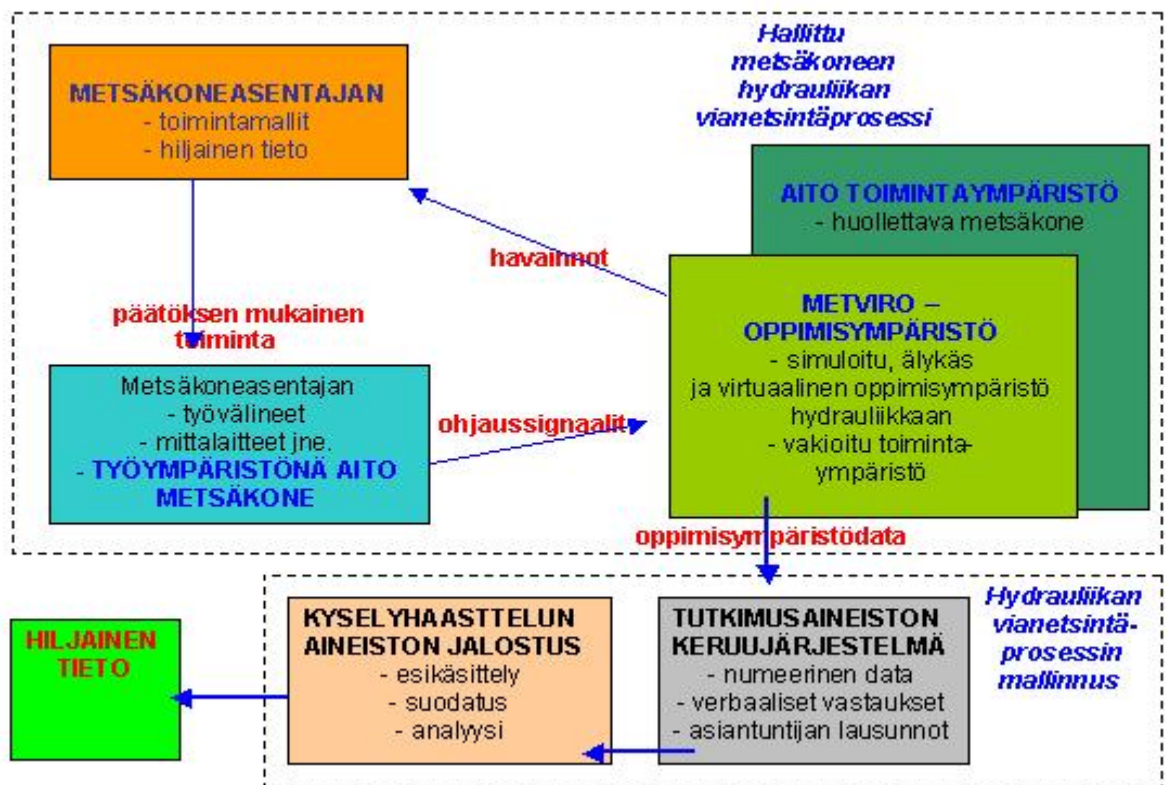 Hallittu
metsäkoneen
hydrauliikan
vianetsintäprosessi
METSÄKONEASENTAJAN
- toimintamallit
- hiljainen tieto
AITO TOIMINTAYMPÄRISTÖ
- huollettava metsäkone
havainnot
METVIRO –
OPPIMISYMPÄRISTÖ
- simuloitu, älykäs
ja virtuaalinen oppimisympäristö
hydrauliikkaan
- vakioitu toiminta-
ympäristö
päätöksen mukainen
toiminta
Metsäkoneasentajan
- työvälineet
- mittalaitteet jne.
- TYÖYMPÄRISTÖNÄ AITO
METSÄKONE
ohjaussignaalit
oppimisympäristödata
HILJAINEN
TIETO
KYSELYHAASTTELUN
AINEISTON JALOSTUS
- esikäsittely
- suodatus
- analyysi
TUTKIMUSAINEISTON
KERUUJÄRJESTELMÄ
- numeerinen data
- verbaaliset vastaukset
- asiantuntijan lausunnot
Hydrauliikan
vianetsintä-
prosessin
mallinnus